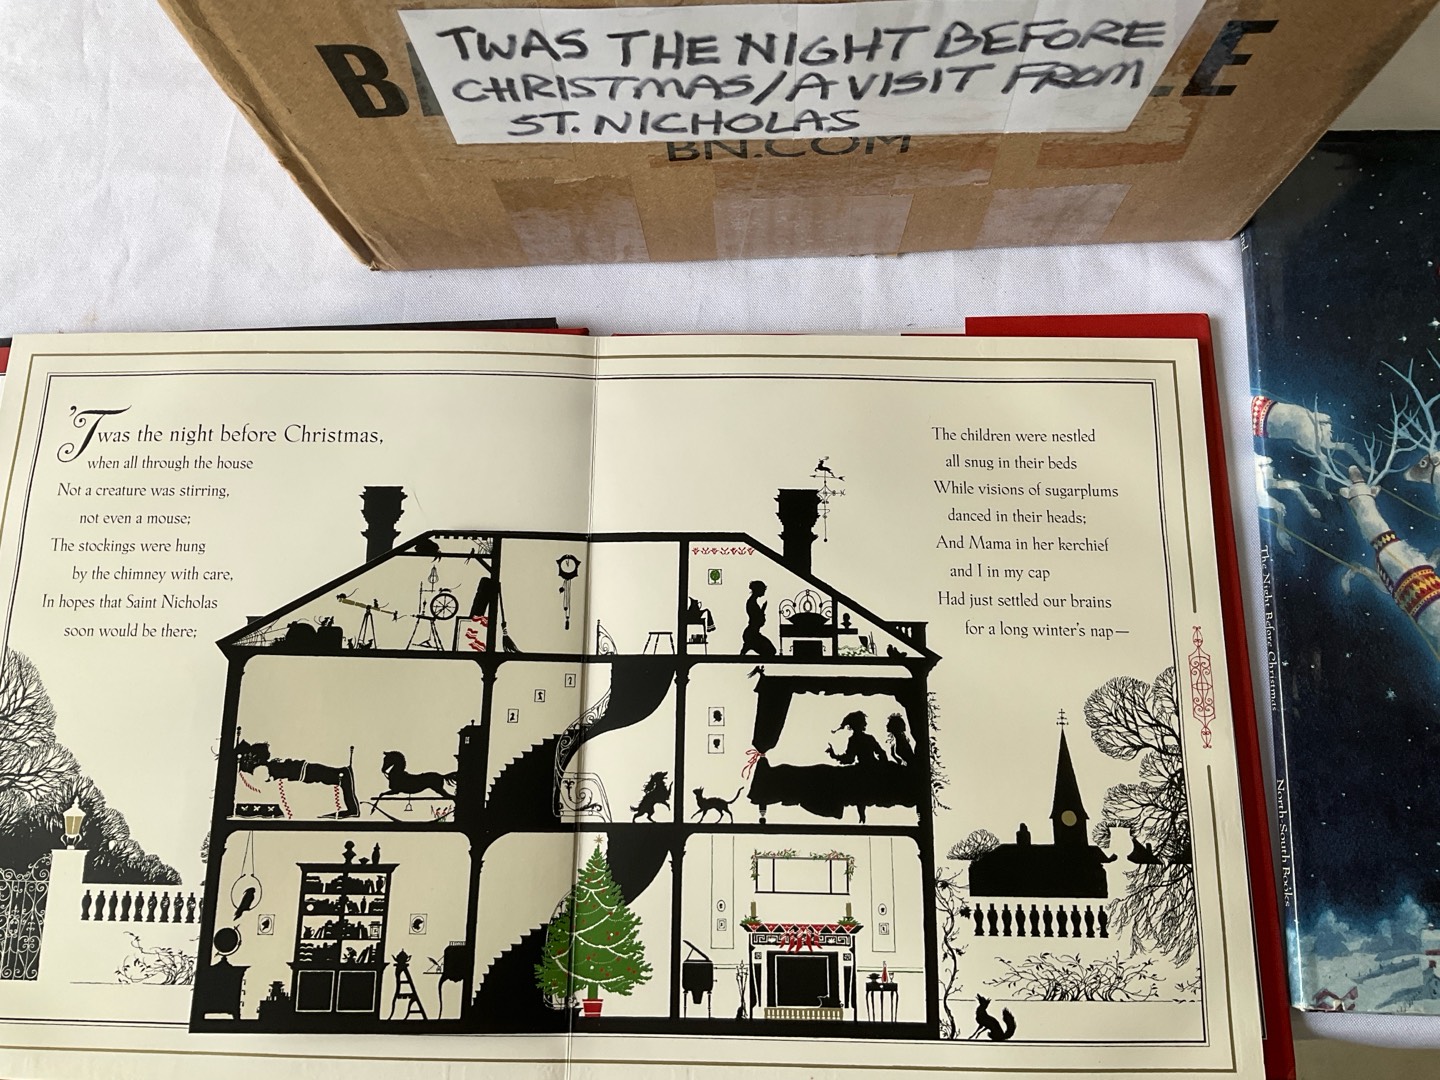 TWAS THE NIGHT BEFORE
CHRISTMAS/A VISIT FROM
ST. NICHOLAS
BN.COM
'Twas the night before Christmas,
when all through the house
Not a creature was stirring,
not even a mouse;
The stockings were hung
by the chimney with care,
In hopes that Saint Nicholas
soon would be there;
The children were nestled
all snug in their beds
While visions of sugarplums
danced in their heads;
And Mama in her kerchief
and I in my cap
Had just settled our brains
for a long winter's nap—
The Night Before Christmas
North-South Books